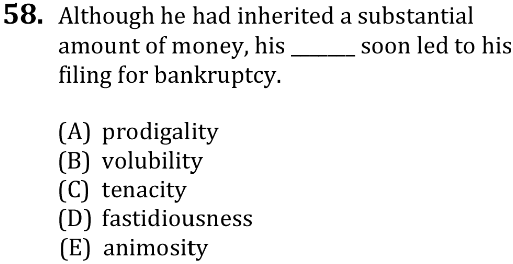 58. Although he had inherited a substantial
amount of money, his ______ soon led to his
filing for bankruptcy.
(A) prodigality
(B) volubility
(C) tenacity
(D) fastidiousness
(E) animosity